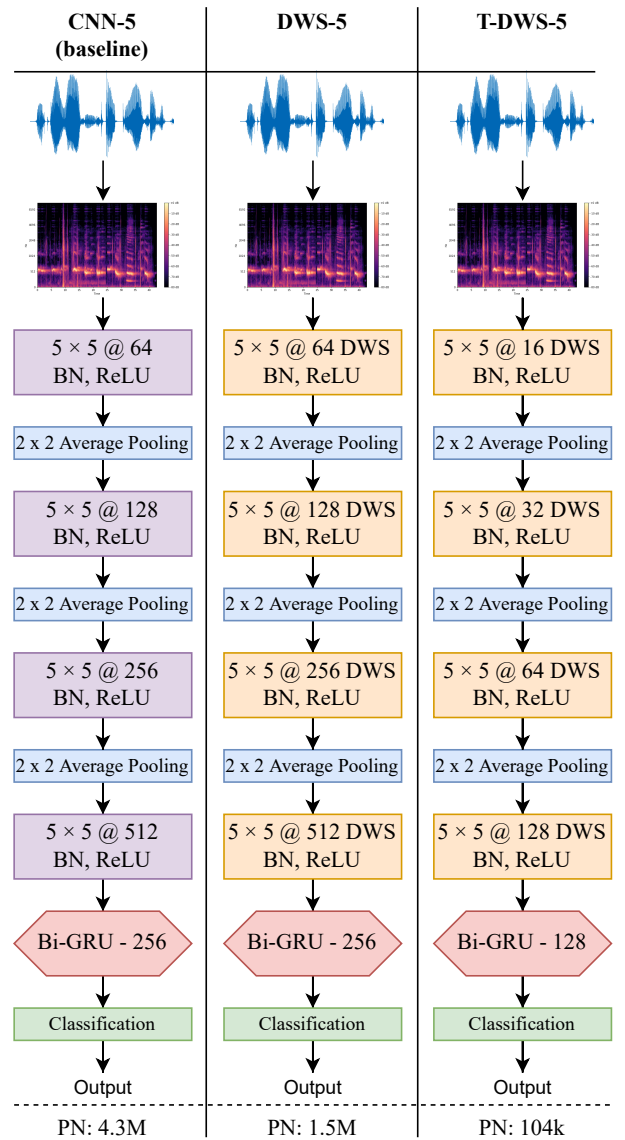 CNN-5
(baseline)
DWS-5
T-DWS-5
5 × 5 @ 64
BN, ReLU
5 × 5 @ 64 DWS
BN, ReLU
5 × 5 @ 16 DWS
BN, ReLU
2 x 2 Average Pooling
2 x 2 Average Pooling
2 x 2 Average Pooling
5 × 5 @ 128
BN, ReLU
5 × 5 @ 128 DWS
BN, ReLU
5 × 5 @ 32 DWS
BN, ReLU
2 x 2 Average Pooling
2 x 2 Average Pooling
2 x 2 Average Pooling
5 × 5 @ 256
BN, ReLU
5 × 5 @ 256 DWS
BN, ReLU
5 × 5 @ 64 DWS
BN, ReLU
2 x 2 Average Pooling
2 x 2 Average Pooling
2 x 2 Average Pooling
5 × 5 @ 512
BN, ReLU
5 × 5 @ 512 DWS
BN, ReLU
5 × 5 @ 128 DWS
BN, ReLU
Bi-GRU - 256
Bi-GRU - 256
Bi-GRU - 128
Classification
Classification
Classification
Output
Output
Output
PN: 4.3M
PN: 1.5M
PN: 104k